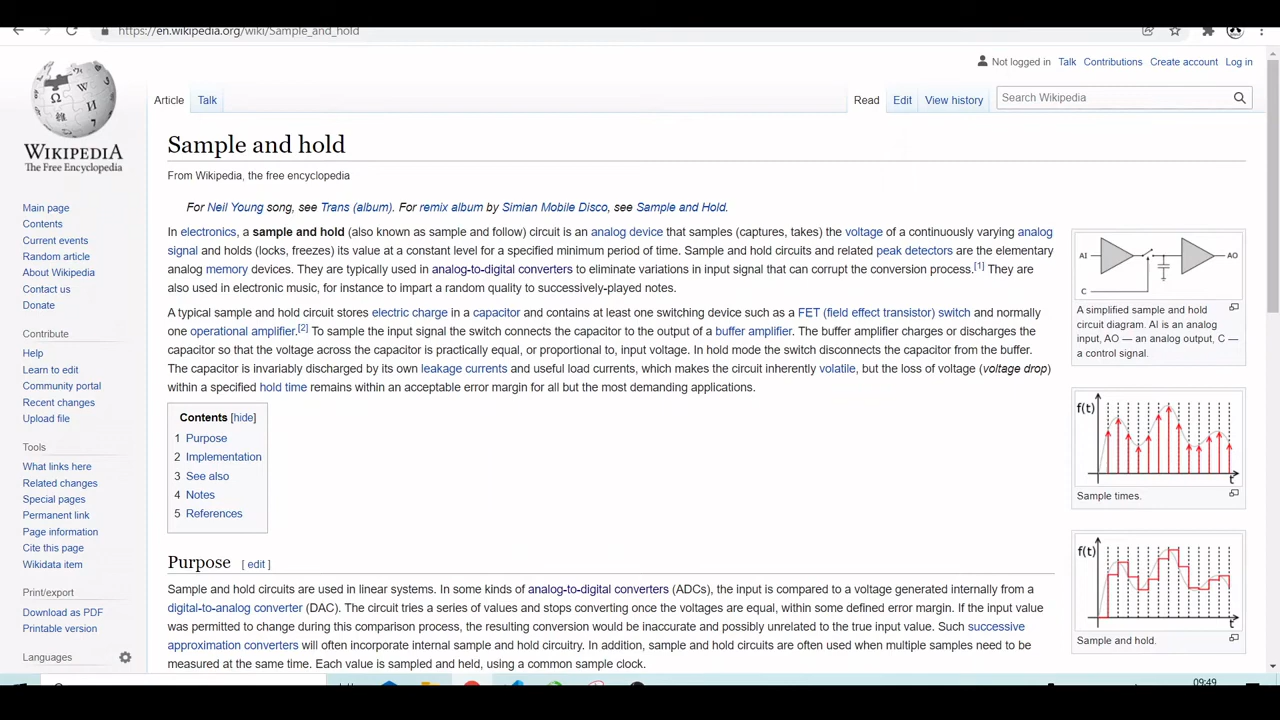 https://en.wikipedia.org/wiki/Sample_and_hold
Not logged in Talk Contributions Create account Log in
Article Talk Read Edit View history Search Wikipedia
WIKIPEDIA
The Free Encyclopedia
Main page
Contents
Current events
Random article
About Wikipedia
Contact us
Donate
Contribute
Help
Learn to edit
Community portal
Recent changes
Upload file
Tools
What links here
Related changes
Special pages
Permanent link
Page information
Cite this page
Wikidata item
Print/export
Download as PDF
Printable version
Languages
Sample and hold
From Wikipedia, the free encyclopedia
For Neil Young song, see Trans (album). For remix album by Simian Mobile Disco, see Sample and Hold.
In electronics, a sample and hold (also known as sample and follow) circuit is an analog device that samples (captures, takes) the voltage of a continuously varying analog
signal and holds (locks, freezes) its value at a constant level for a specified minimum period of time. Sample and hold circuits and related peak detectors are the elementary
analog memory devices. They are typically used in analog-to-digital converters to eliminate variations in input signal that can corrupt the conversion process.[1] They are
also used in electronic music, for instance to impart a random quality to successively-played notes.
A typical sample and hold circuit stores electric charge in a capacitor and contains at least one switching device such as a FET (field effect transistor) switch and normally
one operational amplifier.[2] To sample the input signal the switch connects the capacitor to the output of a buffer amplifier. The buffer amplifier charges or discharges the
capacitor so that the voltage across the capacitor is practically equal, or proportional to, input voltage. In hold mode the switch disconnects the capacitor from the buffer.
The capacitor is invariably discharged by its own leakage currents and useful load currents, which makes the circuit inherently volatile, but the loss of voltage (voltage drop)
within a specified hold time remains within an acceptable error margin for all but the most demanding applications.
Contents [hide]
1 Purpose
2 Implementation
3 See also
4 Notes
5 References
Purpose [ edit ]
Sample and hold circuits are used in linear systems. In some kinds of analog-to-digital converters (ADCs), the input is compared to a voltage generated internally from a
digital-to-analog converter (DAC). The circuit tries a series of values and stops converting once the voltages are equal, within some defined error margin. If the input value
was permitted to change during this comparison process, the resulting conversion would be inaccurate and possibly unrelated to the true input value. Such successive
approximation converters will often incorporate internal sample and hold circuitry. In addition, sample and hold circuits are often used when multiple samples need to be
measured at the same time. Each value is sampled and held, using a common sample clock.
AI AO
C
A simplified sample and hold
circuit diagram. AI is an analog
input, AO — an analog output, C —
a control signal.
f(t)
t
Sample times.
f(t)
t
Sample and hold.
09:49